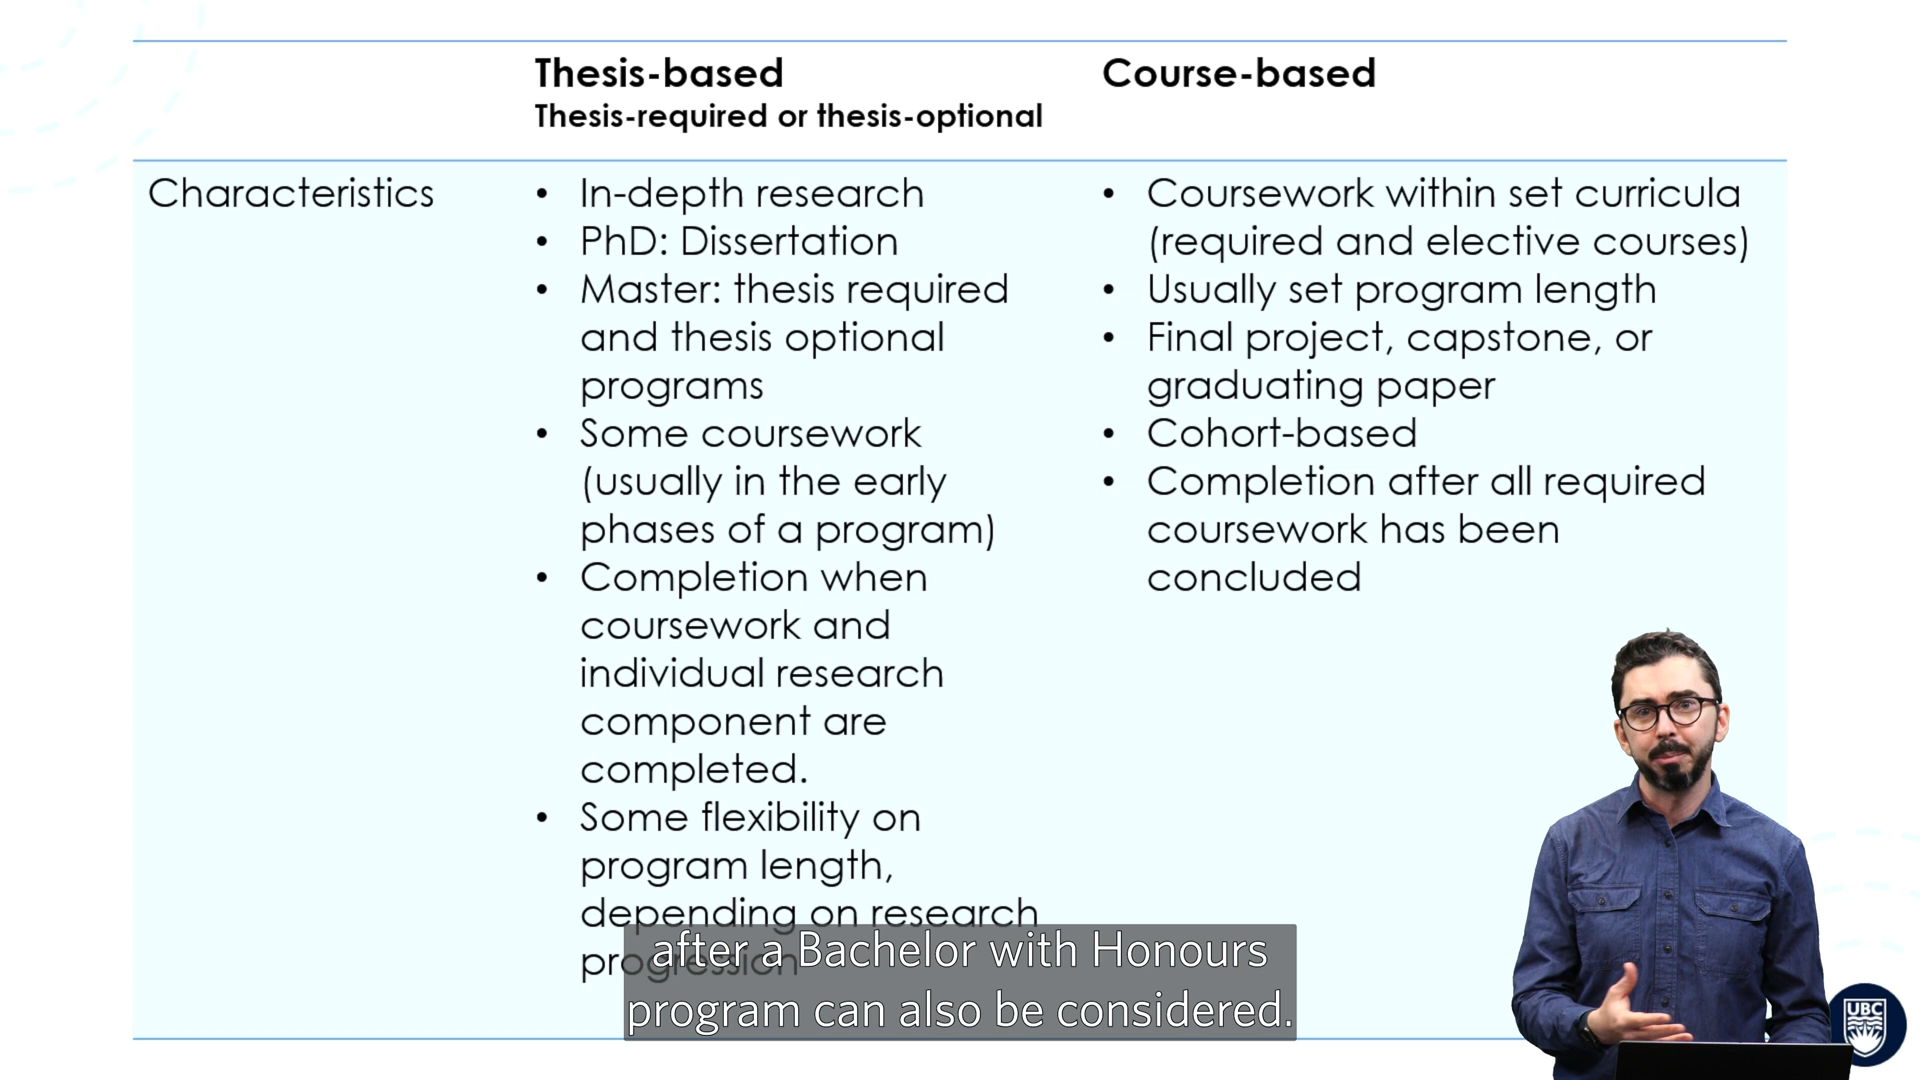 Thesis-based
Thesis-required or thesis-optional
Course-based
Characteristics
• In-depth research
• PhD: Dissertation
• Master: thesis required
and thesis optional
programs
• Some coursework
(usually in the early
phases of a program)
• Completion when
coursework and
individual research
component are
completed.
• Some flexibility on
program length,
depending on research
progression
• Coursework within set curricula
(required and elective courses)
• Usually set program length
• Final project, capstone, or
graduating paper
• Cohort-based
• Completion after all required
coursework has been
concluded
after a Bachelor with Honours
program can also be considered.
UBC